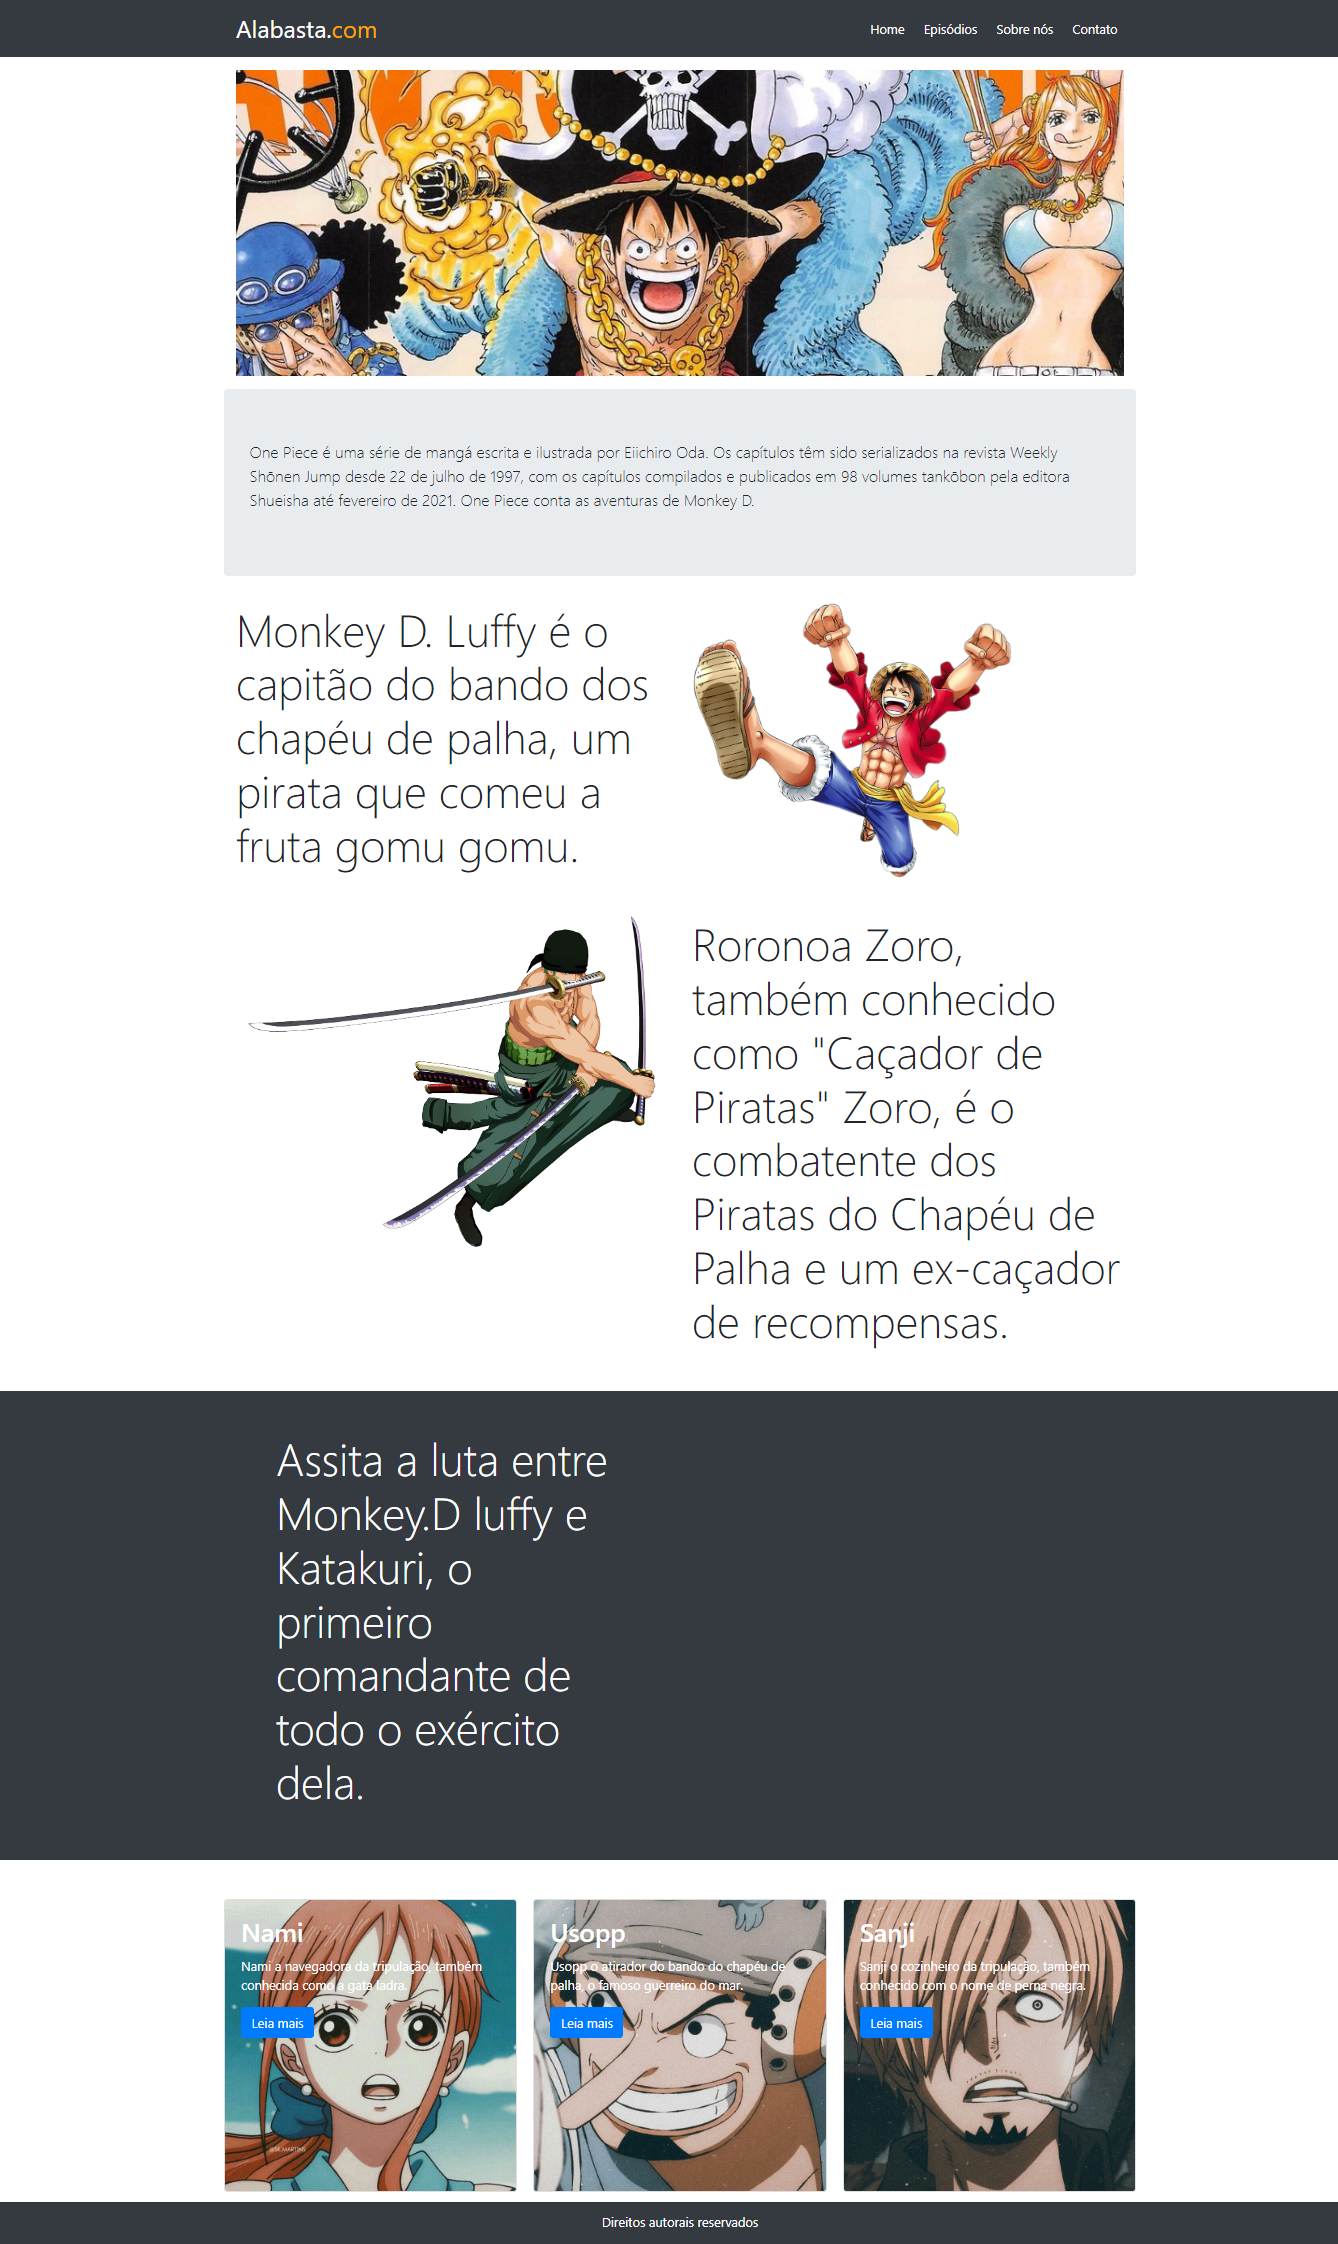 Alabasta.com
Home Episódios Sobre nós Contato
One Piece é uma série de mangá escrita e ilustrada por Eiichiro Oda. Os capítulos têm sido serializados na revista Weekly
Shōnen Jump desde 22 de julho de 1997, com os capítulos compilados e publicados em 98 volumes tankōbon pela editora
Shueisha até fevereiro de 2021. One Piece conta as aventuras de Monkey D.
Monkey D. Luffy é o
capitão do bando dos
chapéu de palha, um
pirata que comeu a
fruta gomu gomu.
Roronoa Zoro,
também conhecido
como "Caçador de
Piratas" Zoro, é o
combatente dos
Piratas do Chapéu de
Palha e um ex-caçador
de recompensas.
Assita a luta entre
Monkey.D luffy e
Katakuri, o
primeiro
comandante de
todo o exército
dela.
Nami
Nami a navegadora da tripulação, também
conhecida como a gata ladra.
Leia mais
Usopp
Usopp o atirador do bando do chapéu de
palha, o famoso guerreiro do mar.
Leia mais
Sanji
Sanji o cozinheiro da tripulação, também
conhecido com o nome de perna negra.
Leia mais
Direitos autorais reservados